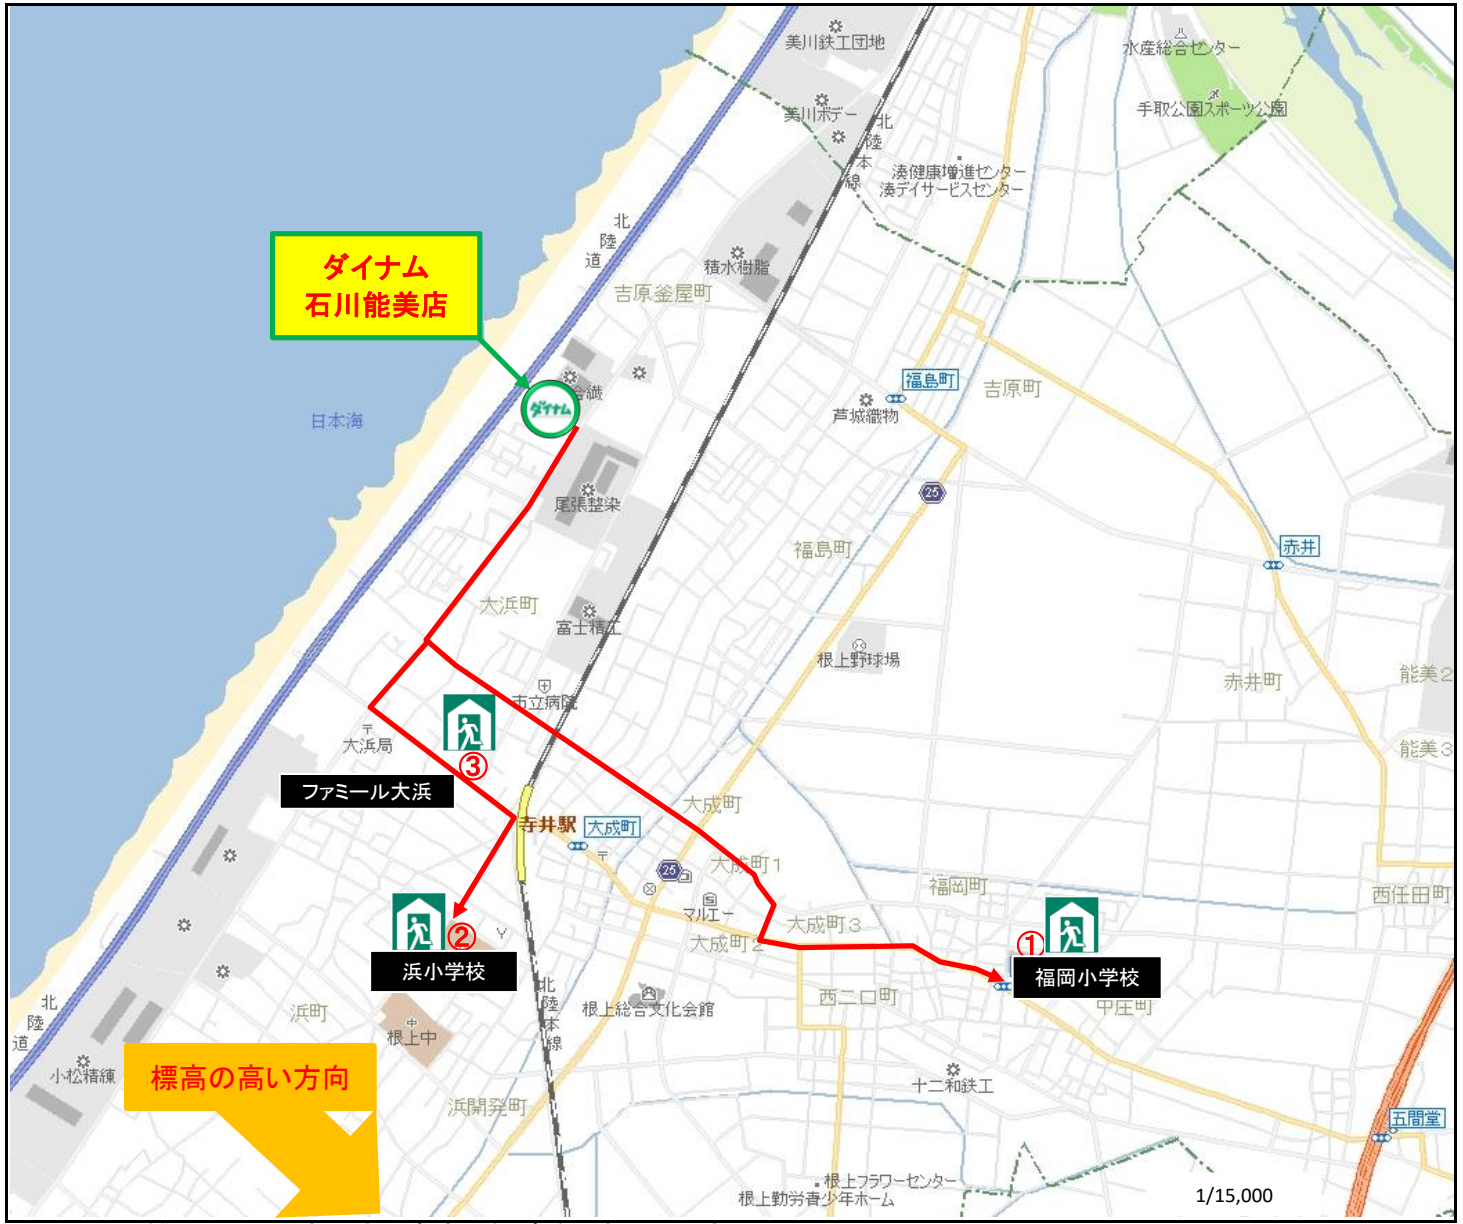 美川鉄工団地
水産総合センター
手取公園スポーツ公園
美川ボデー
北陸本線
湊健康増進センター
湊デイサービスセンター
北陸道
ダイナム
石川能美店
積水樹脂
吉原釜屋町
福島町
吉原町
合繊
ダイナム
芦城織物
日本海
25
尾張整染
福島町
赤井
大浜町
富士精工
根上野球場
能美2
赤井町
市立病院
大浜局
能美3
③
ファミール大浜
大成町
寺井駅
大成町
大成町1
25
福岡町
西任田町
マルエー
大成町3
②
浜小学校
大成町2
①
福岡小学校
北陸本線
西二口町
中庄町
根上総合文化会館
浜町
中
根上中
北陸道
小松精練
標高の高い方向
十二和鉄工
浜開発町
五間堂
根上フラワーセンター
根上勤労青少年ホーム
1/15,000